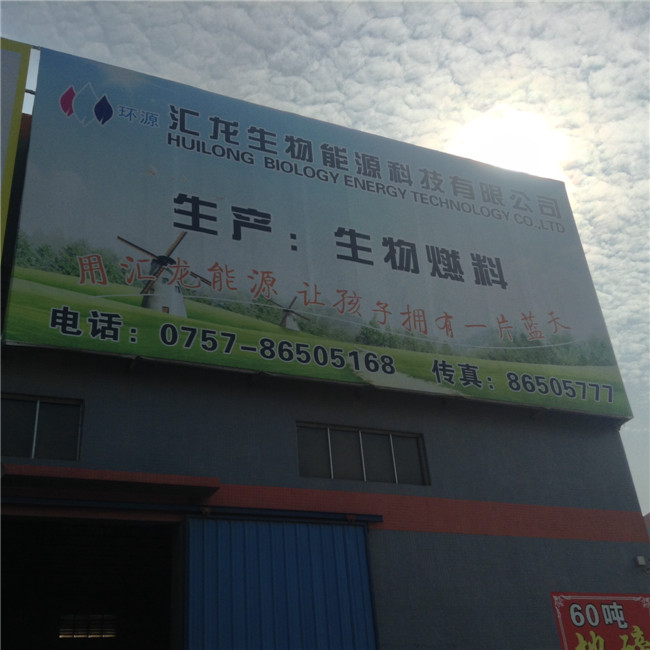 环源
汇龙生物能源科技有限公司
HUILONG BIOLOGY ENERGY TECHNOLOGY CO.,LTD
生产：生物燃料
用汇龙能源 让孩子拥有一片蓝天
电话：0757-86505168 传真：86505777
60吨
地磅